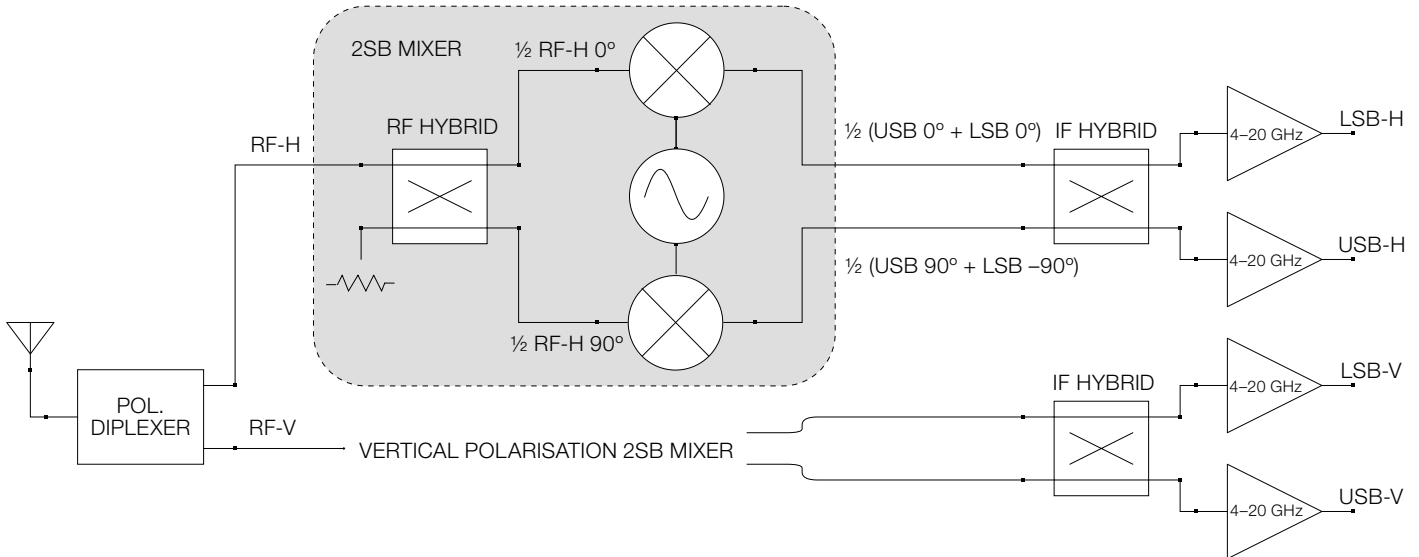 2SB MIXER
½ RF-H 0º
RF HYBRID
RF-H
½ (USB 0º + LSB 0º)
IF HYBRID
4–20 GHz
LSB-H
4–20 GHz
USB-H
½ (USB 90º + LSB –90º)
½ RF-H 90º
POL.
DIPLEXER
RF-V
VERTICAL POLARISATION 2SB MIXER
IF HYBRID
4–20 GHz
LSB-V
4–20 GHz
USB-V